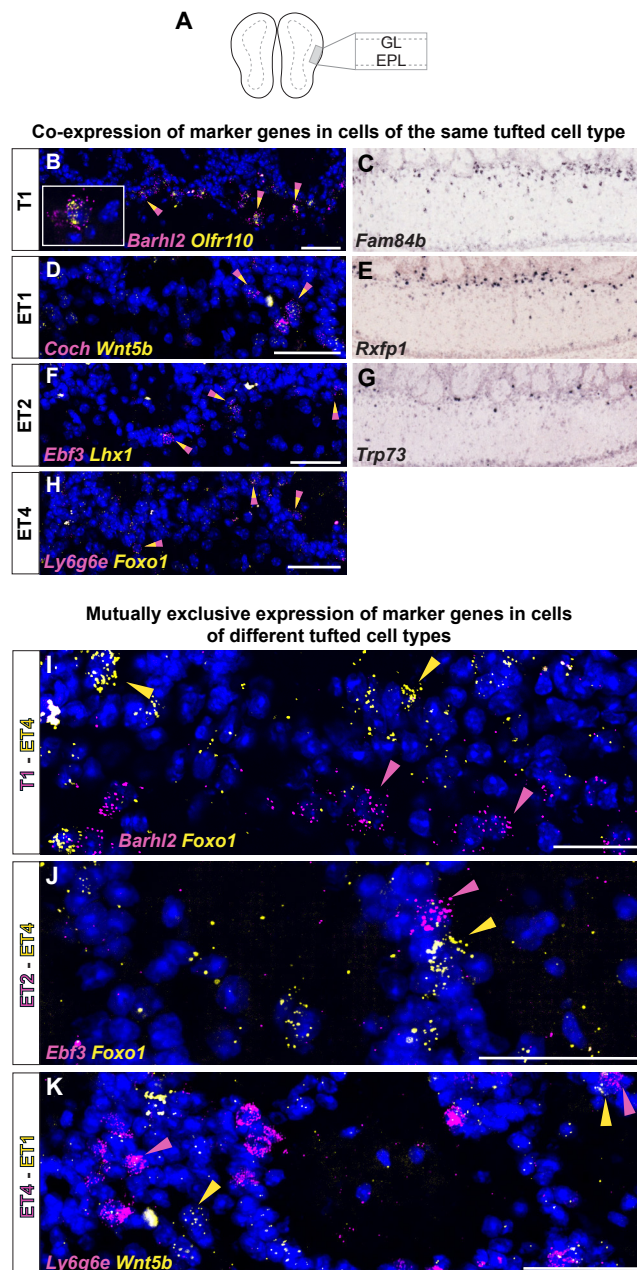 A
GL
EPL
Co-expression of marker genes in cells of the same tufted cell type
T1
B
Barhl2 Olfr110
C
Fam84b
ET1
D
Coch Wnt5b
E
Rxfp1
ET2
F
Ebf3 Lhx1
G
Trp73
ET4
H
Ly6g6e Foxo1
Mutually exclusive expression of marker genes in cells
of different tufted cell types
T1 - ET4
I
Barhl2 Foxo1
ET2 - ET4
J
Ebf3 Foxo1
ET4 - ET1
K
Ly6g6e Wnt5b